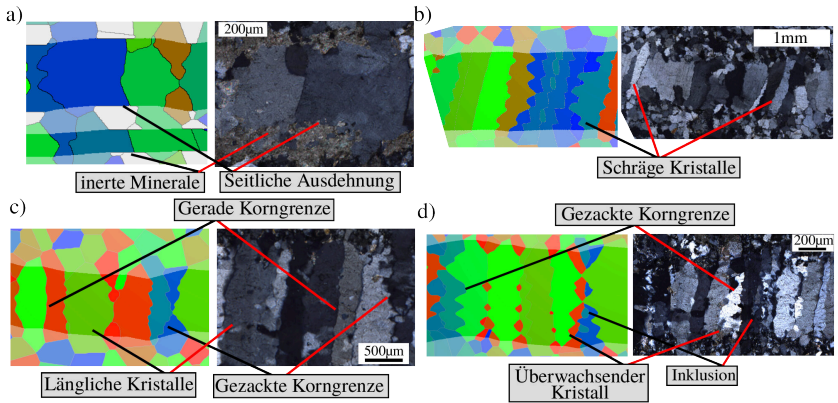 a)
200µm
inerte Minerale
Seitliche Ausdehnung
b)
1mm
Schräge Kristalle
c)
Gerade Korngrenze
500µm
Längliche Kristalle
Gezackte Korngrenze
d)
Gezackte Korngrenze
200µm
Überwachsender
Kristall
Inklusion